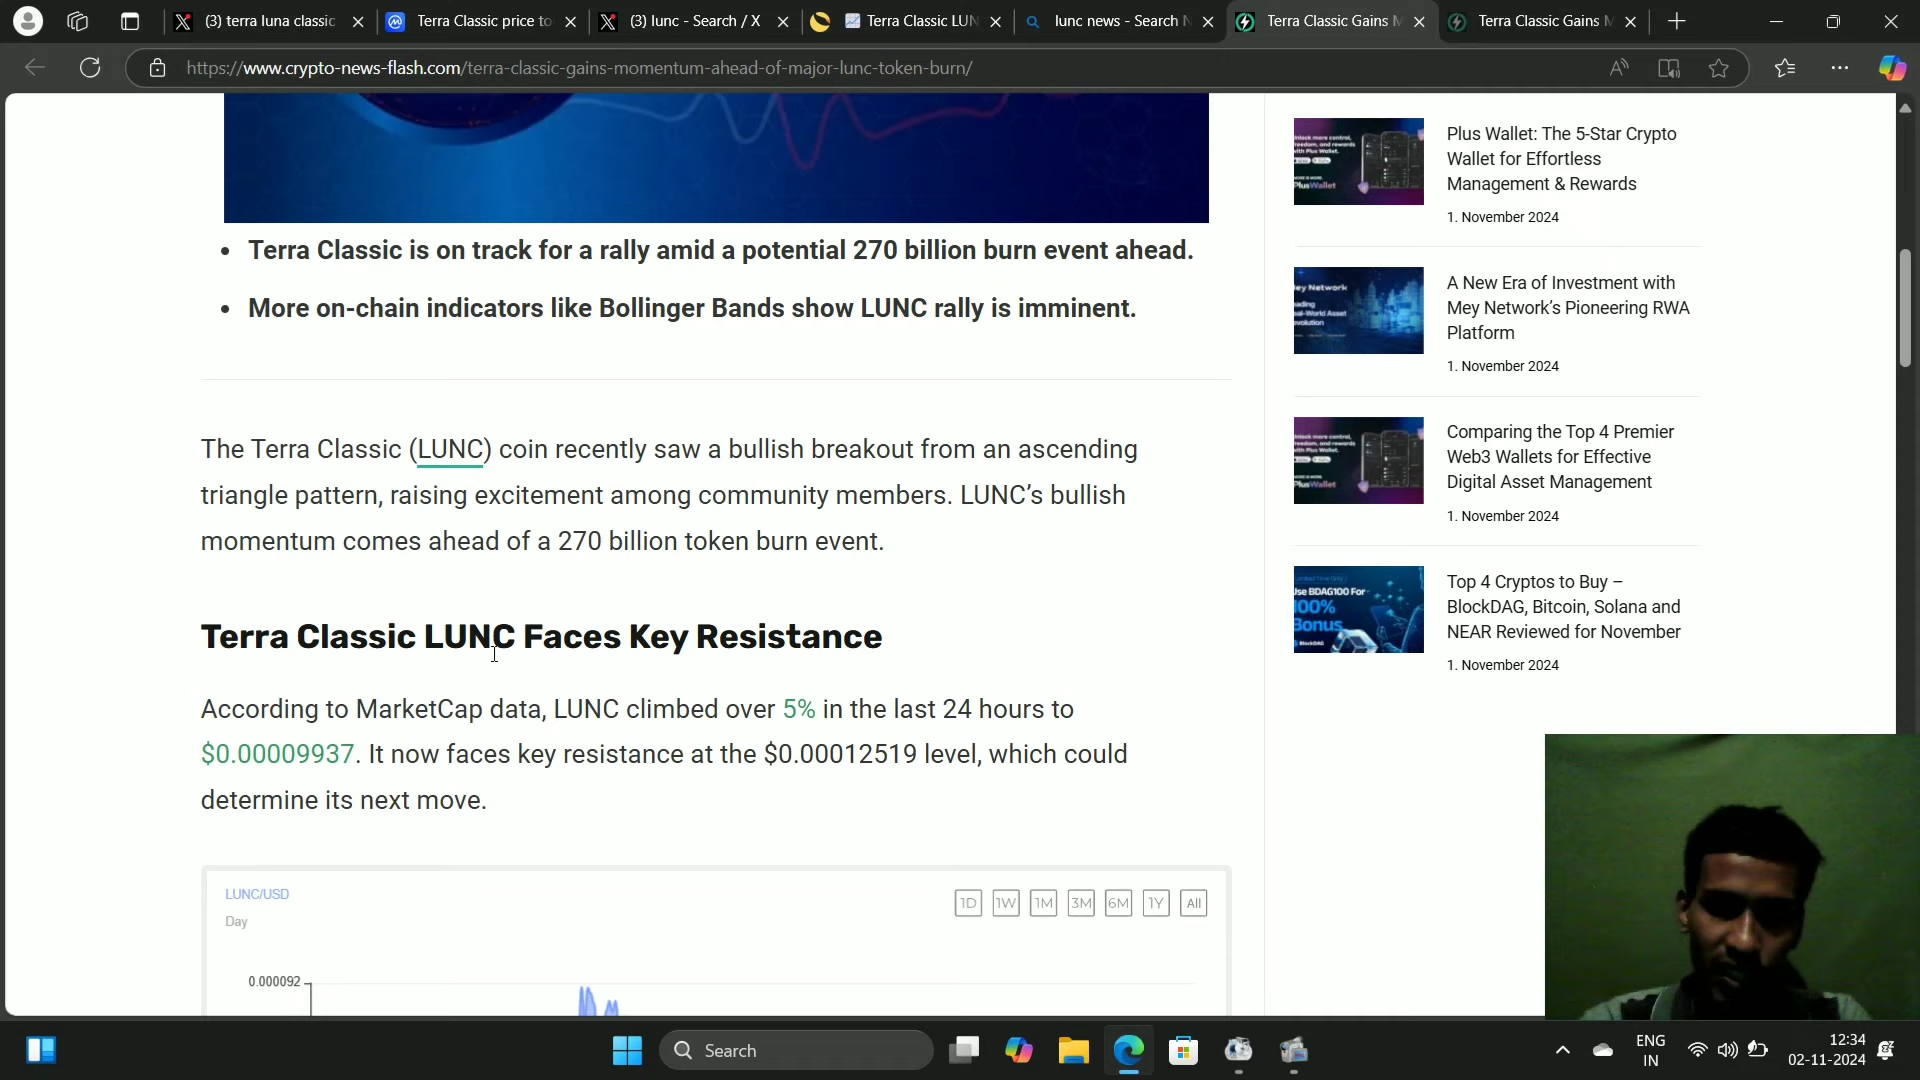 (3) terra luna classic
Terra Classic price to
(3) lunc - Search / X
Terra Classic LUN
lunc news - Search N
Terra Classic Gains M
Terra Classic Gains M
https://www.crypto-news-flash.com/terra-classic-gains-momentum-ahead-of-major-lunc-token-burn/
• Terra Classic is on track for a rally amid a potential 270 billion burn event ahead.
• More on-chain indicators like Bollinger Bands show LUNC rally is imminent.
The Terra Classic (LUNC) coin recently saw a bullish breakout from an ascending
triangle pattern, raising excitement among community members. LUNC’s bullish
momentum comes ahead of a 270 billion token burn event.
Terra Classic LUNC Faces Key Resistance
According to MarketCap data, LUNC climbed over 5% in the last 24 hours to
$0.00009937. It now faces key resistance at the $0.00012519 level, which could
determine its next move.
LUNC/USD
Day
1D 1W 1M 3M 6M 1Y All
0.000092
Plus Wallet: The 5-Star Crypto
Wallet for Effortless
Management & Rewards
1. November 2024
A New Era of Investment with
Mey Network’s Pioneering RWA
Platform
1. November 2024
Comparing the Top 4 Premier
Web3 Wallets for Effective
Digital Asset Management
1. November 2024
Use BDAG100 For
100%
Bonus
Top 4 Cryptos to Buy –
BlockDAG, Bitcoin, Solana and
NEAR Reviewed for November
1. November 2024
Search
ENG
IN
12:34
02-11-2024